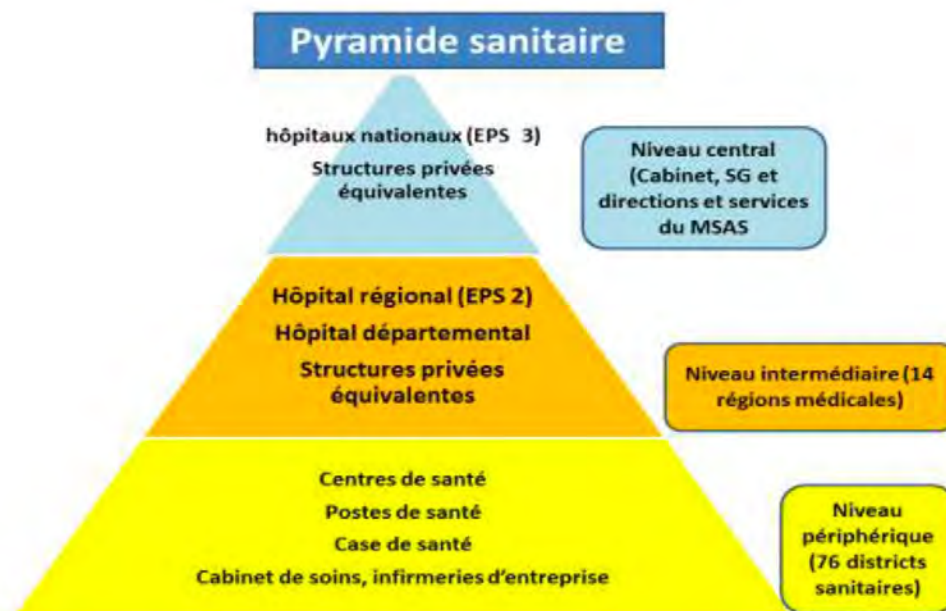 Pyramide sanitaire
hôpitaux nationaux (EPS 3)
Structures privées
équivalentes
Niveau central
(Cabinet, SG et
directions et services
du MSAS
Hôpital régional (EPS 2)
Hôpital départemental
Structures privées
équivalentes
Niveau intermédiaire (14
régions médicales)
Centres de santé
Postes de santé
Case de santé
Cabinet de soins, infirmeries d'entreprise
Niveau
périphérique
(76 districts
sanitaires)